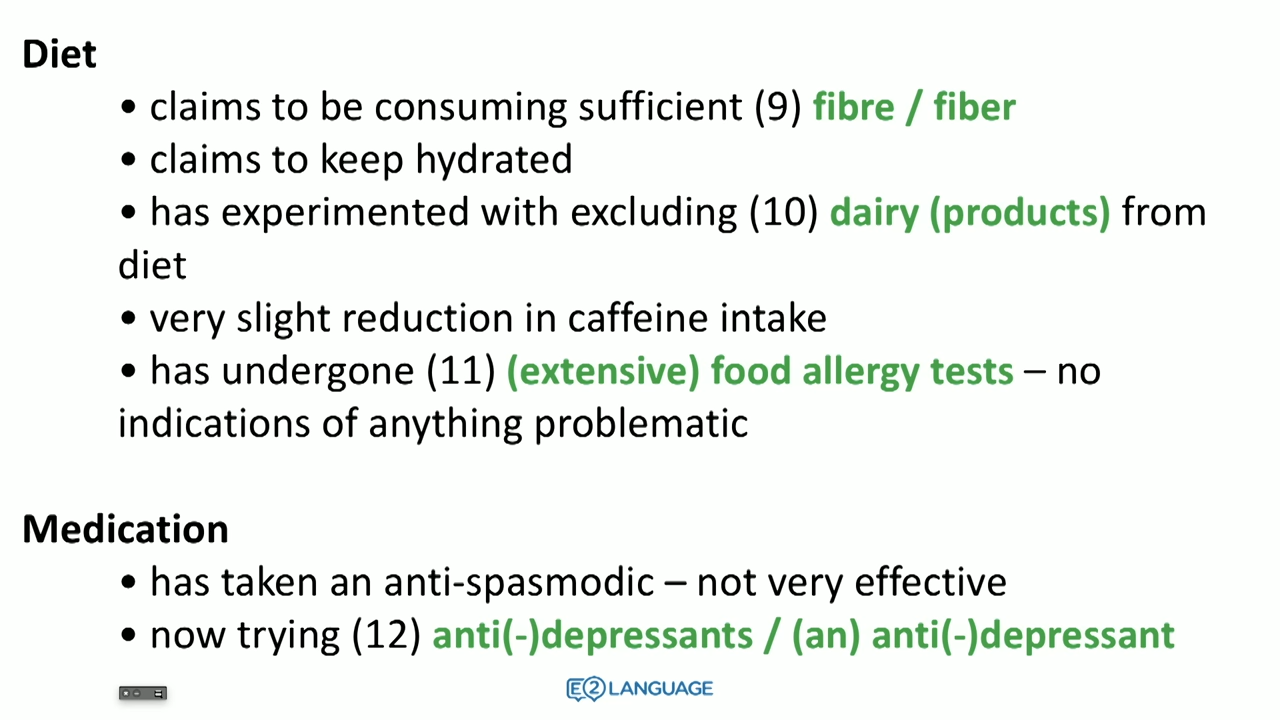 Diet
• claims to be consuming sufficient (9) fibre / fiber
• claims to keep hydrated
• has experimented with excluding (10) dairy (products) from
diet
• very slight reduction in caffeine intake
• has undergone (11) (extensive) food allergy tests – no
indications of anything problematic
Medication
• has taken an anti-spasmodic – not very effective
• now trying (12) anti(-)depressants / (an) anti(-)depressant
E2 LANGUAGE